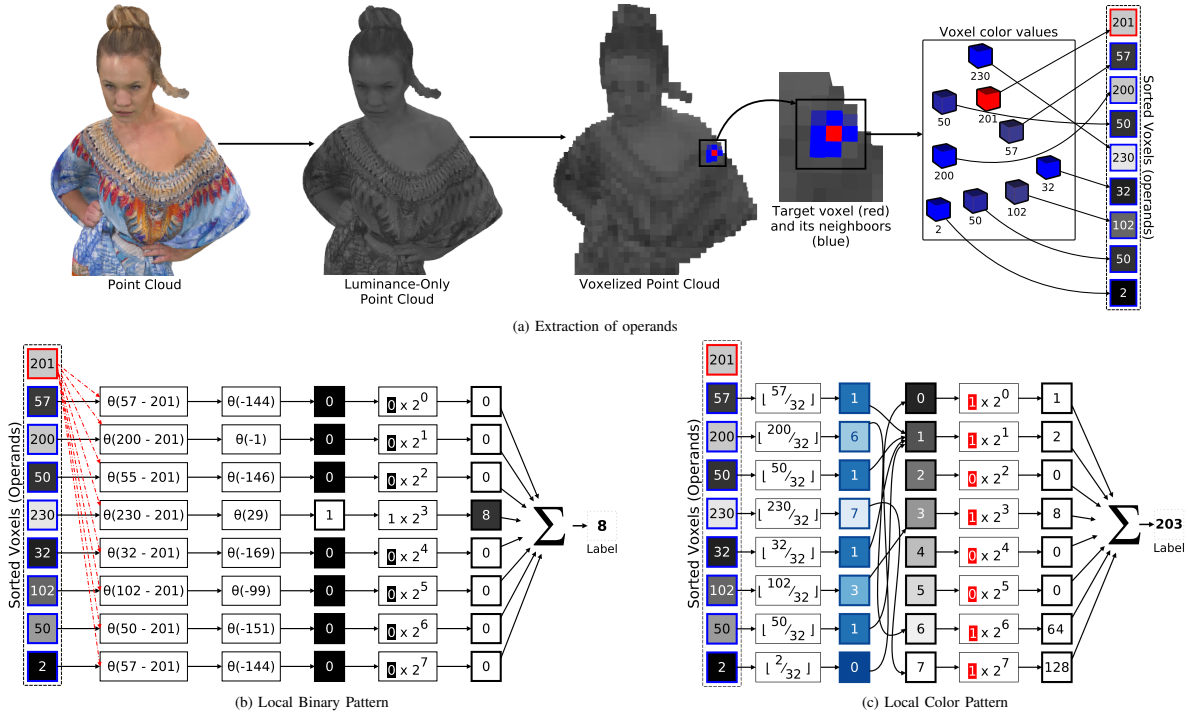 Point Cloud
Luminance-Only
Point Cloud
Voxelized Point Cloud
Target voxel (red)
and its neighboors
(blue)
Voxel color values
230
50
201
57
200
32
102
50
2
201
57
200
50
230
32
102
50
2
Sorted Voxels (operands)
(a) Extraction of operands
Sorted Voxels (Operands)
201
57 θ(57 - 201) θ(-144) 0 0 x 2^0 0
200 θ(200 - 201) θ(-1) 0 0 x 2^1 0
50 θ(55 - 201) θ(-146) 0 0 x 2^2 0
230 θ(230 - 201) θ(29) 1 1 x 2^3 8
32 θ(32 - 201) θ(-169) 0 0 x 2^4 0
102 θ(102 - 201) θ(-99) 0 0 x 2^5 0
50 θ(50 - 201) θ(-151) 0 0 x 2^6 0
2 θ(57 - 201) θ(-144) 0 0 x 2^7 0
Σ 8
Label
(b) Local Binary Pattern
Sorted Voxels (Operands)
201
57 ⌊57/32⌋ 1 0 1 x 2^0 1
200 ⌊200/32⌋ 6 1 1 x 2^1 2
50 ⌊50/32⌋ 1 2 0 x 2^2 0
230 ⌊230/32⌋ 7 3 1 x 2^3 8
32 ⌊32/32⌋ 1 4 0 x 2^4 0
102 ⌊102/32⌋ 3 5 0 x 2^5 0
50 ⌊50/32⌋ 1 6 1 x 2^6 64
2 ⌊2/32⌋ 0 7 1 x 2^7 128
Σ 203
Label
(c) Local Color Pattern